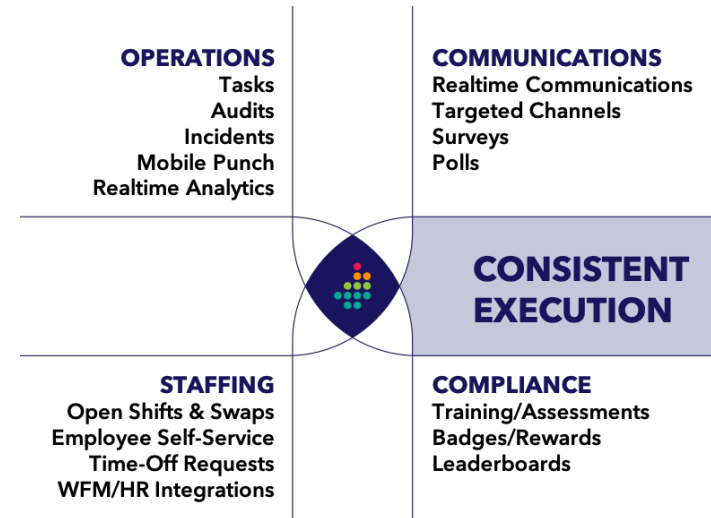 OPERATIONS
Tasks
Audits
Incidents
Mobile Punch
Realtime Analytics
COMMUNICATIONS
Realtime Communications
Targeted Channels
Surveys
Polls
CONSISTENT
EXECUTION
STAFFING
Open Shifts & Swaps
Employee Self-Service
Time-Off Requests
WFM/HR Integrations
COMPLIANCE
Training/Assessments
Badges/Rewards
Leaderboards